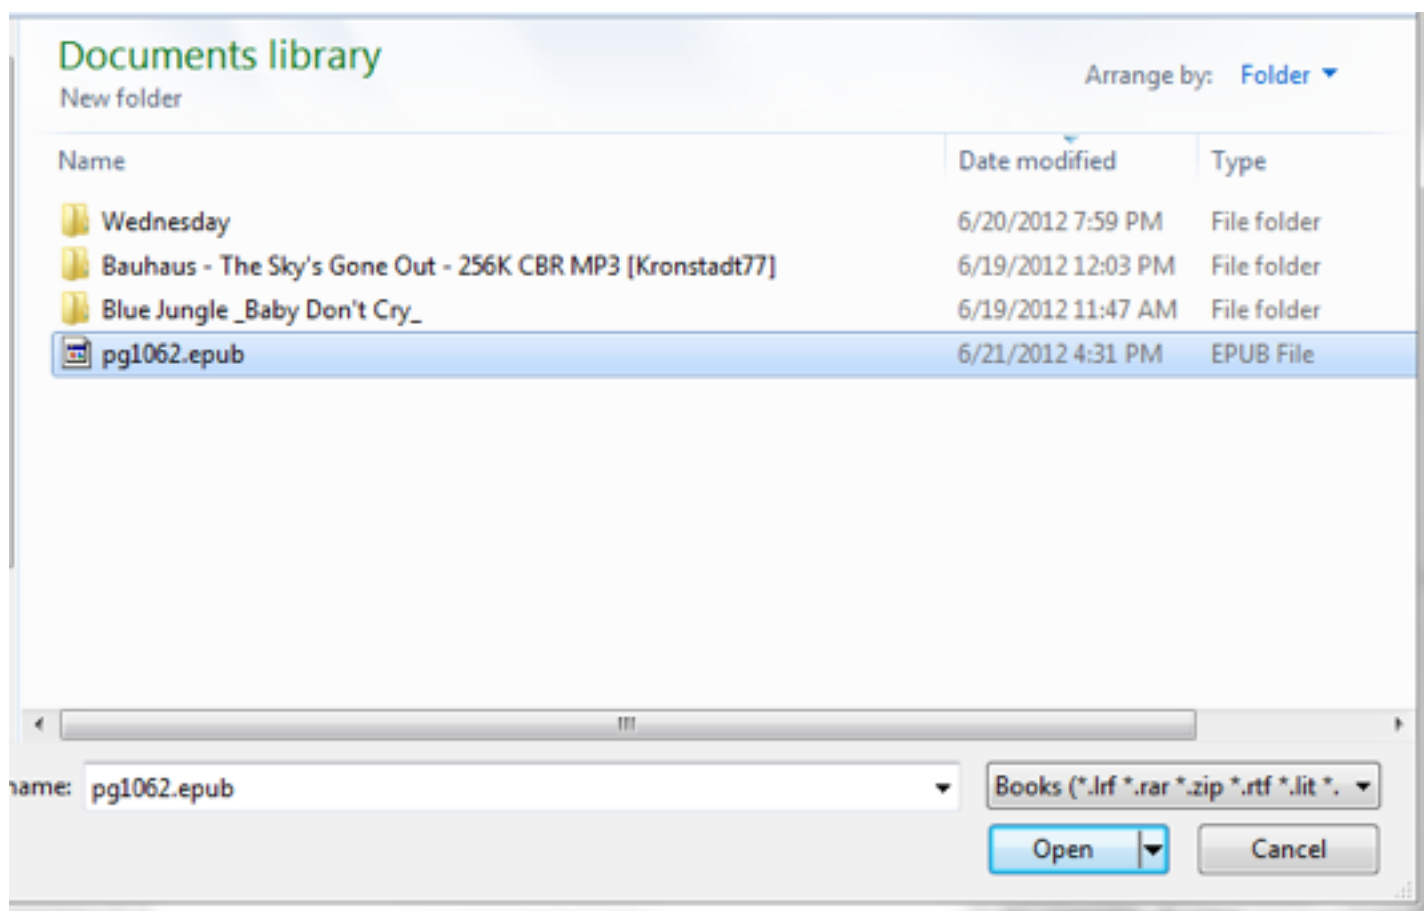 Documents library
New folder
Arrange by: Folder
Name Date modified Type
Wednesday 6/20/2012 7:59 PM File folder
Bauhaus - The Sky's Gone Out - 256K CBR MP3 [Kronstadt77] 6/19/2012 12:03 PM File folder
Blue Jungle _Baby Don't Cry_ 6/19/2012 11:47 AM File folder
pg1062.epub 6/21/2012 4:31 PM EPUB File
name: pg1062.epub Books (*.lrf *.rar *.zip *.rtf *.lit *.
Open Cancel